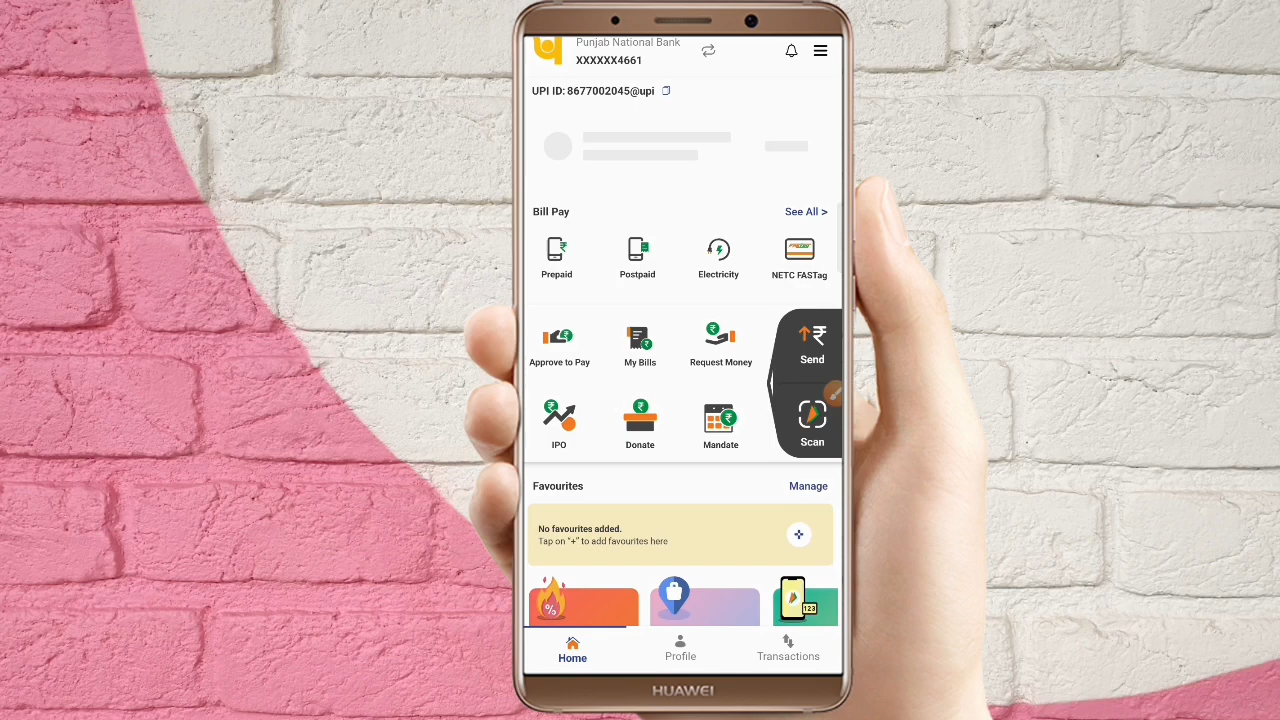 Punjab National Bank
XXXXXX4661
UPI ID: 8677002045@upi
Bill Pay
See All >
Prepaid
Postpaid
Electricity
NETC FASTag
Approve to Pay
My Bills
Request Money
Send
IPO
Donate
Mandate
Scan
Favourites
Manage
No favourites added.
Tap on "+" to add favourites here
%
123
Home
Profile
Transactions
HUAWEI